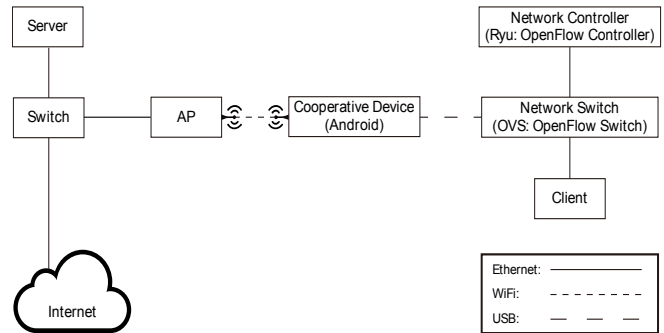 Server
Network Controller
(Ryu: OpenFlow Controller)
Switch
AP
Cooperative Device
(Android)
Network Switch
(OVS: OpenFlow Switch)
Client
Internet
Ethernet:
WiFi:
USB: